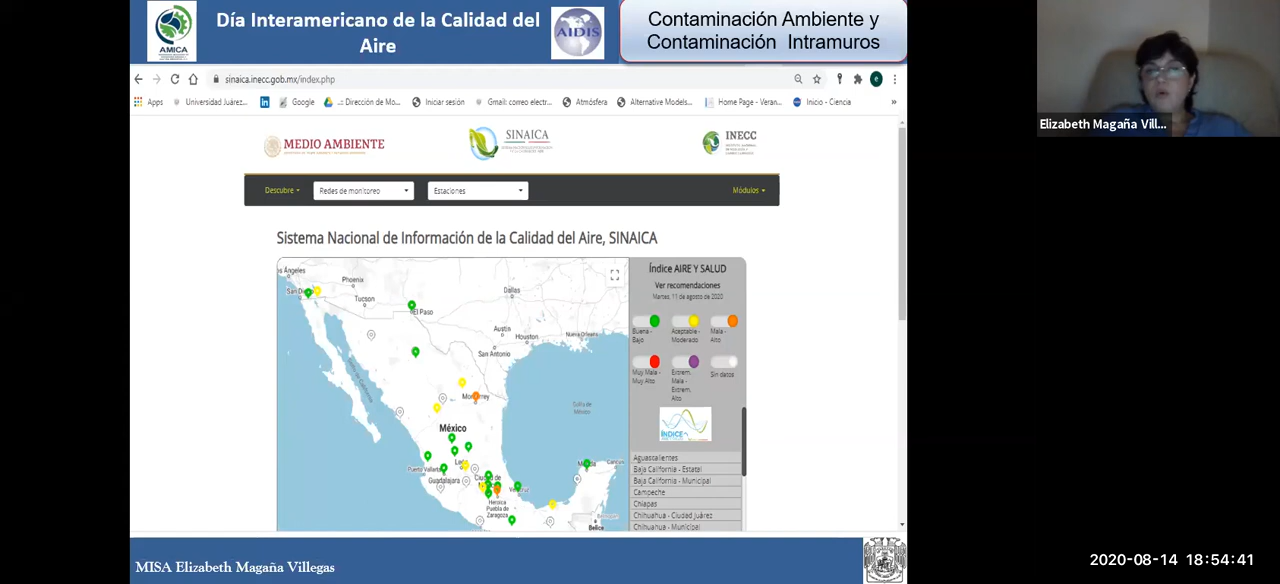 AMICA
Día Interamericano de la Calidad del
Aire
AIDIS
Contaminación Ambiente y
Contaminación Intramuros
Elizabeth Magaña Vill...
sinaica.inecc.gob.mx/index.php
Apps Universidad Juárez... Google .:: Dirección de Mo... Iniciar sesión Gmail: correo electr... Atmósfera Alternative Models... Home Page - Veran... Inicio - Ciencia »
MEDIO AMBIENTE
SINAICA
INECC
Descubre Redes de monitoreo Estaciones Módulos
Sistema Nacional de Información de la Calidad del Aire, SINAICA
Índice AIRE Y SALUD
Ver recomendaciones
Martes, 11 de agosto de 2020
Buena - Bajo
Aceptable - Moderado
Mala - Alto
Muy Mala - Muy Alto
Extrem. Mala - Extrem. Alto
Sin datos
ÍNDICE
Aguascalientes
Baja California - Estatal
Baja California - Municipal
Campeche
Chiapas
Chihuahua - Ciudad Juárez
Chihuahua - Municipal
Phoenix
Tucson
El Paso
Dallas
Austin
Houston
San Antonio
Monterrey
México
Guadalajara
Heroica
Puebla de
Zaragoza
Belice
MISA Elizabeth Magaña Villegas
2020-08-14 18:54:41